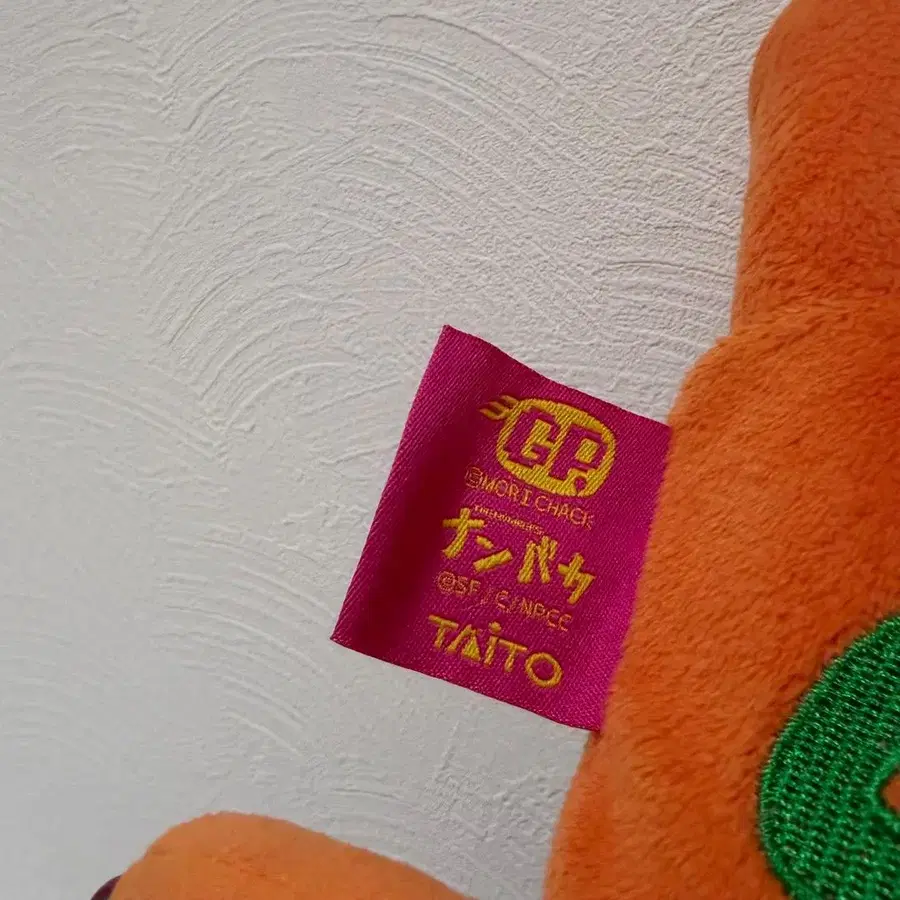 GP.
©MORI CHACK
ナンバカ
©SF/C/NPCC
TAITO